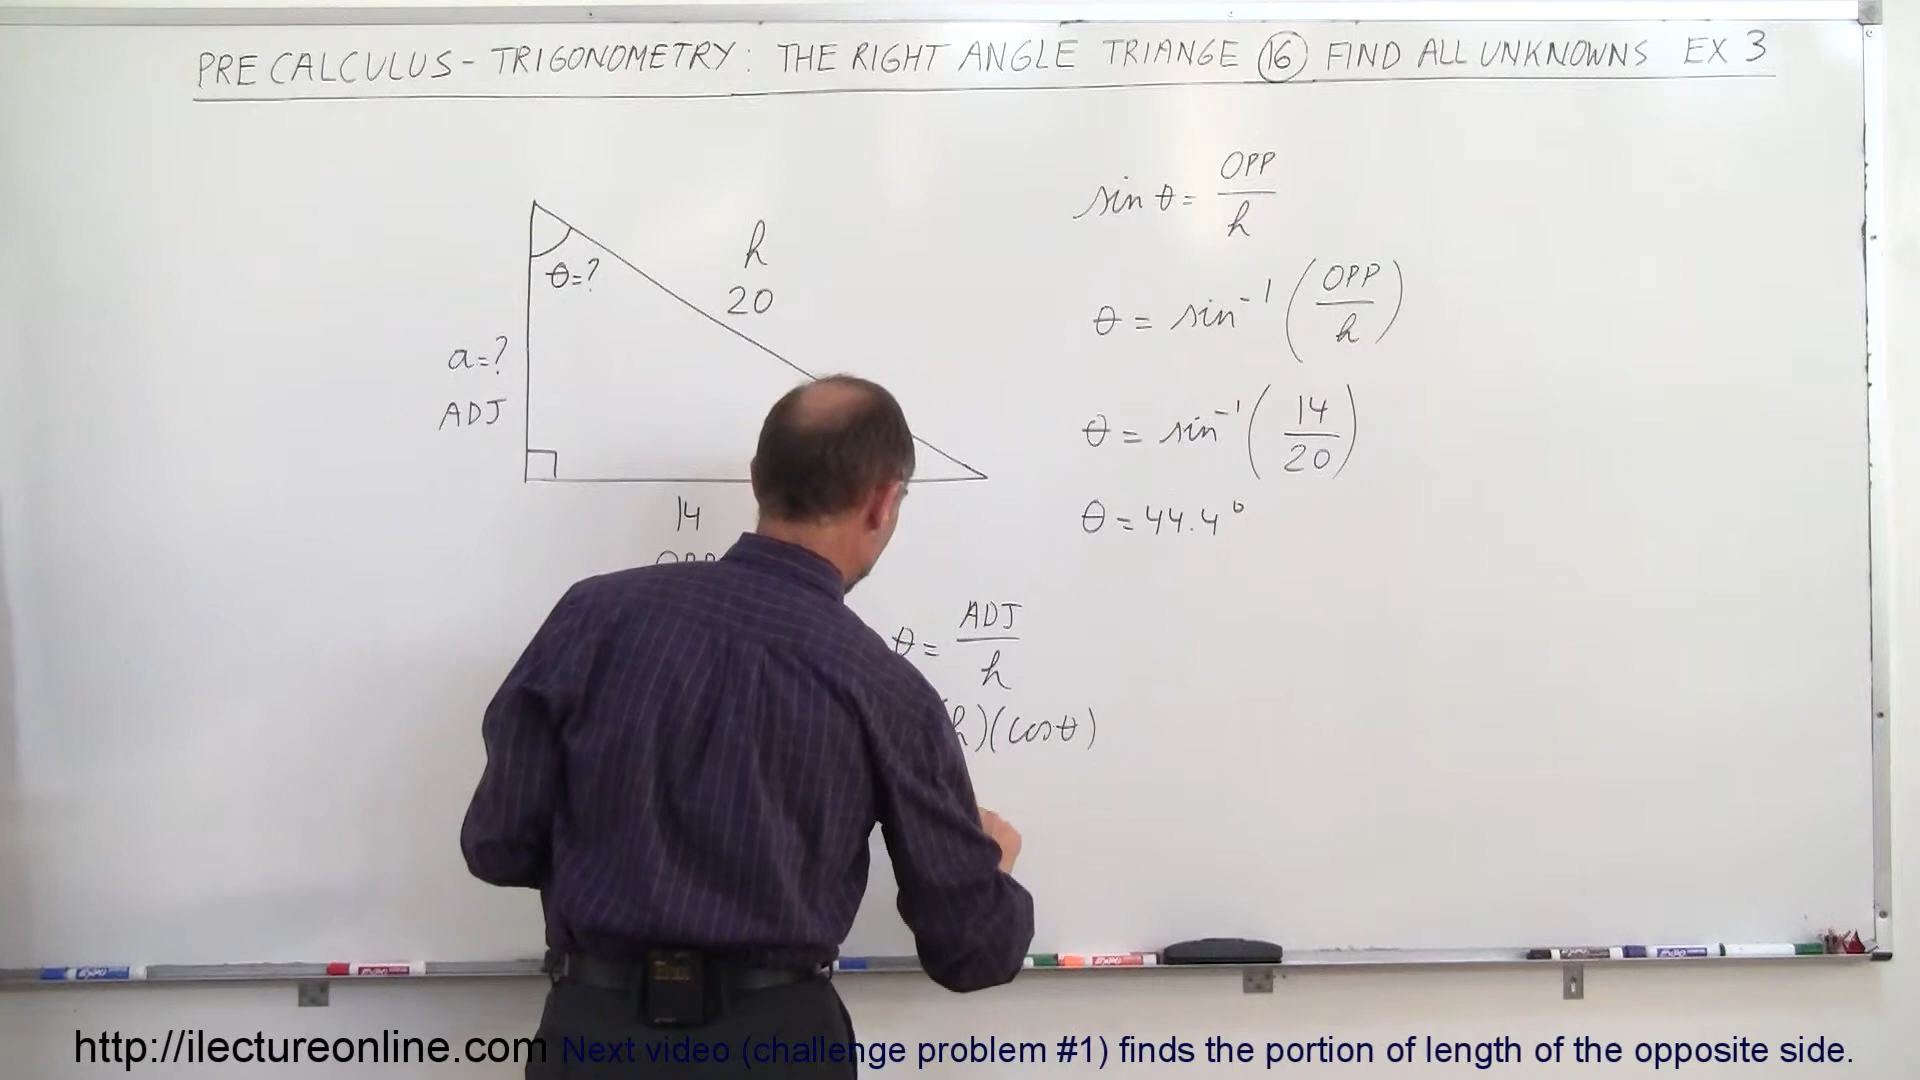 PRE CALCULUS - TRIGONOMETRY: THE RIGHT ANGLE TRIANGE 16 FIND ALL UNKNOWNS EX 3
sin θ = OPP/h
h
20
θ=?
θ = sin⁻¹(OPP/h)
a=?
ADJ
θ = sin⁻¹(14/20)
14
θ = 44.4°
θ = ADJ/h
h)(cosθ)
http://ilectureonline.com Next video (challenge problem #1) finds the portion of length of the opposite side.